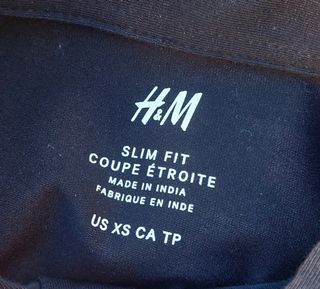 H&M
SLIM FIT
COUPE ÉTROITE
MADE IN INDIA
FABRIQUE EN INDE
US XS CA TP